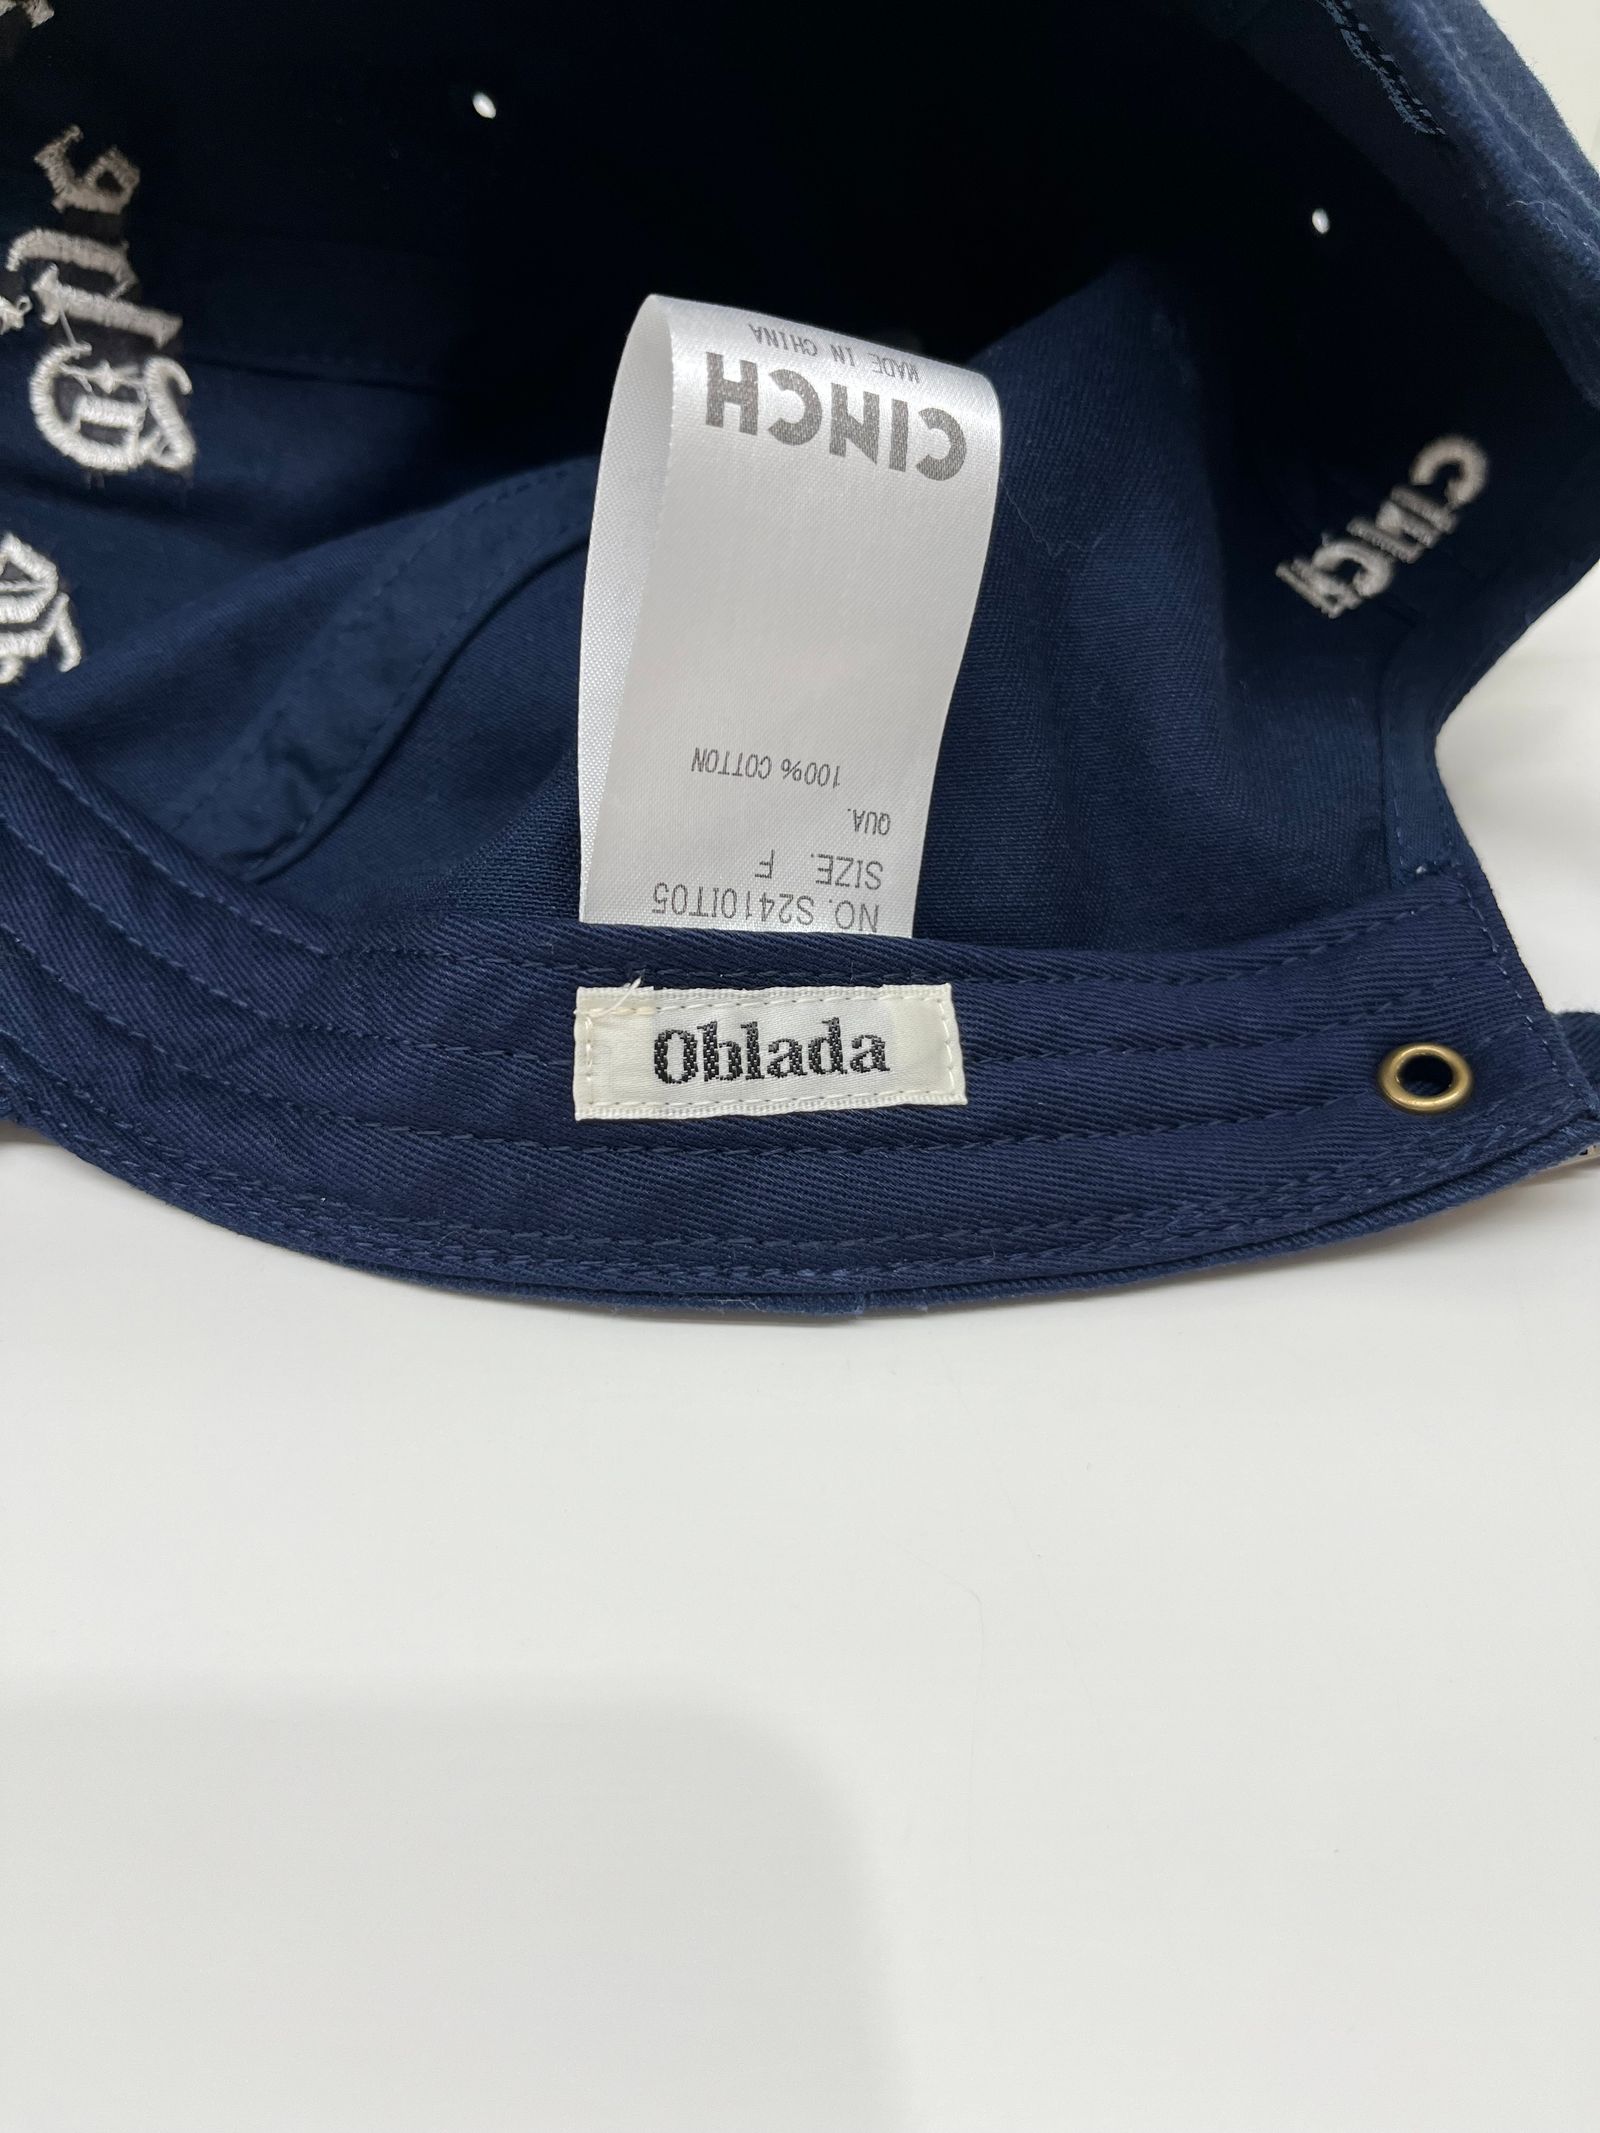 NO. S2410IT05
SIZE. F
QUA.
100% COTTON
CINCH
MADE IN CHINA
Oblada
CINCH